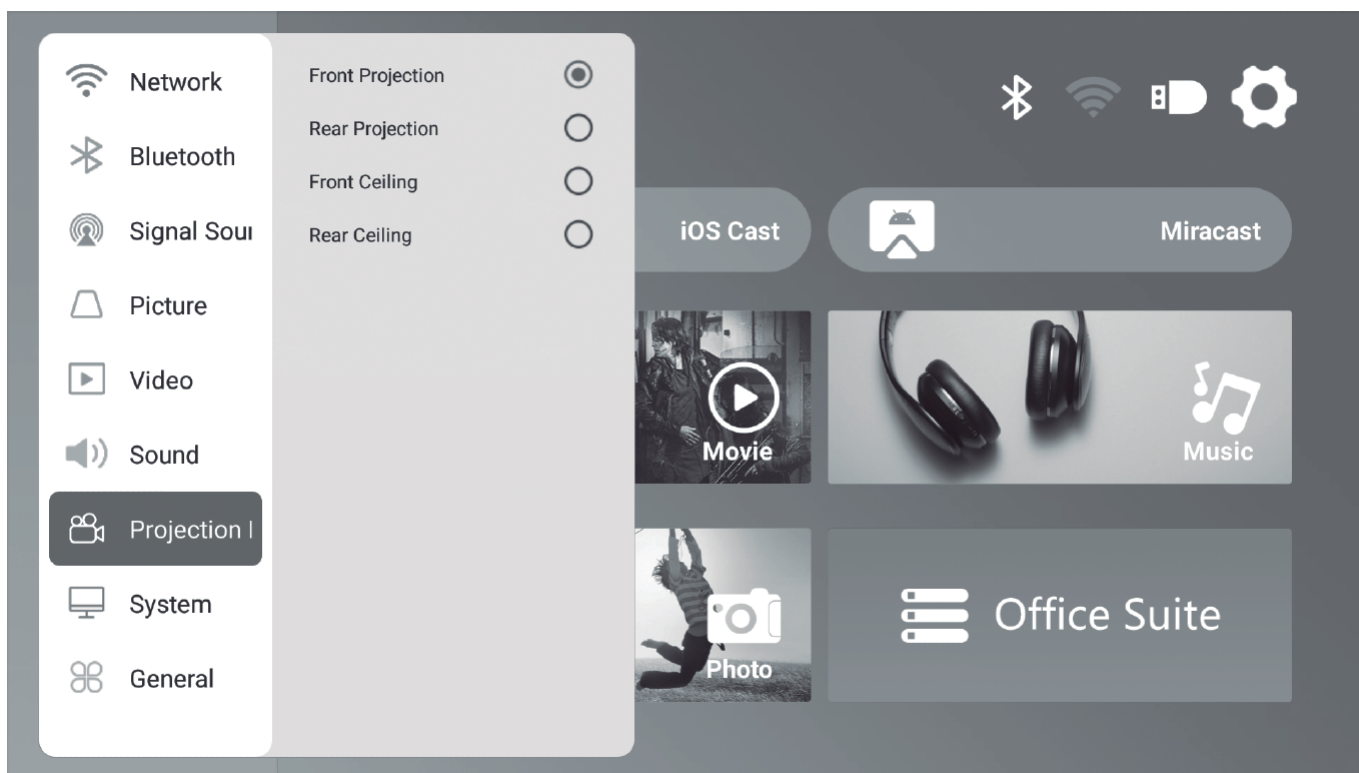 Network
Bluetooth
Signal Sour
Picture
Video
Sound
Projection
System
General
Front Projection
Rear Projection
Front Ceiling
Rear Ceiling
iOS Cast
Miracast
Movie
Music
Photo
Office Suite